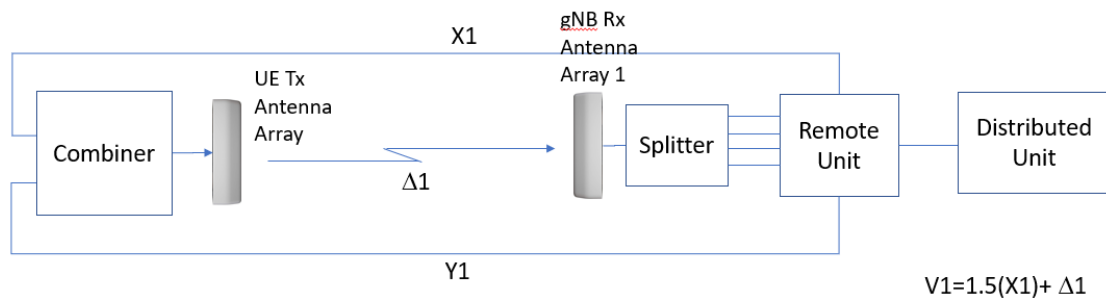 X1
gNB Rx
Antenna
Array 1
UE Tx
Antenna
Array
Combiner
Splitter
Remote
Unit
Distributed
Unit
Δ1
Y1
V1=1.5(X1)+ Δ1